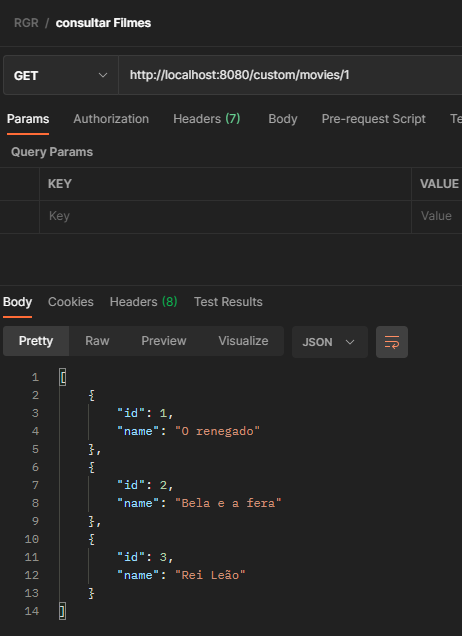 RGR / consultar Filmes
GET http://localhost:8080/custom/movies/1
Params Authorization Headers (7) Body Pre-request Script Te
Query Params
KEY VALUE
Key Value
Body Cookies Headers (8) Test Results
Pretty Raw Preview Visualize JSON
1 [
2 {
3 "id": 1,
4 "name": "O renegado"
5 },
6 {
7 "id": 2,
8 "name": "Bela e a fera"
9 },
10 {
11 "id": 3,
12 "name": "Rei Leão"
13 }
14 ]